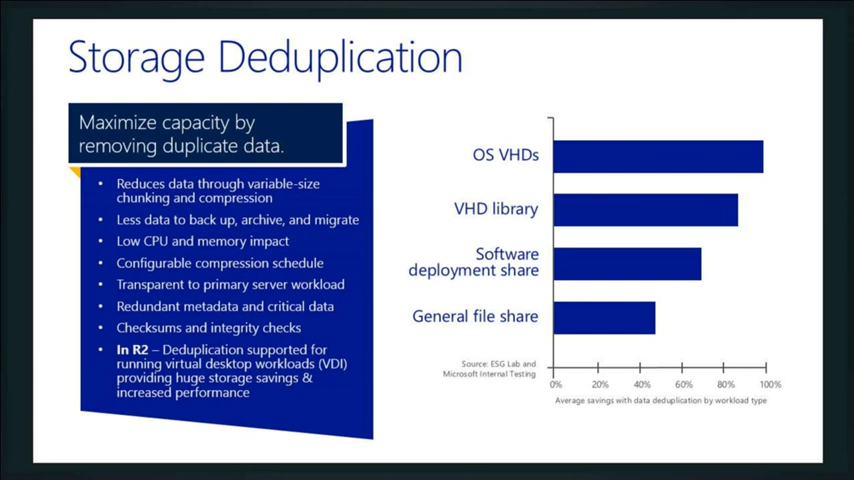 Storage Deduplication
Maximize capacity by
removing duplicate data.
• Reduces data through variable-size
chunking and compression
• Less data to back up, archive, and migrate
• Low CPU and memory impact
• Configurable compression schedule
• Transparent to primary server workload
• Redundant metadata and critical data
• Checksums and integrity checks
• In R2 – Deduplication supported for
running virtual desktop workloads (VDI)
providing huge storage savings &
increased performance
OS VHDs
VHD library
Software
deployment share
General file share
Source: ESG Lab and
Microsoft Internal Testing
0% 20% 40% 60% 80% 100%
Average savings with data deduplication by workload type